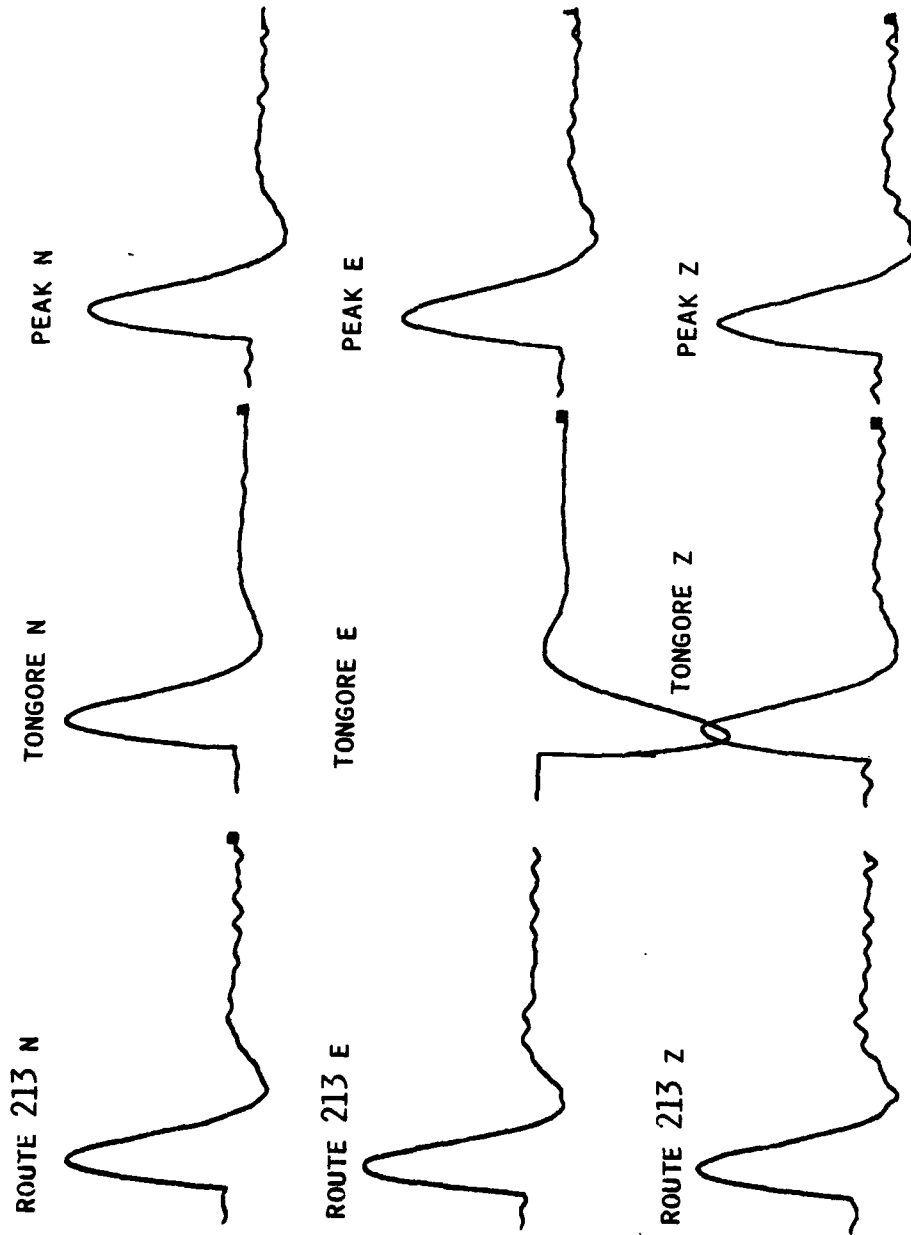 ROUTE 213 N
TONGORE N
PEAK N
ROUTE 213 E
TONGORE E
PEAK E
ROUTE 213 Z
TONGORE Z
PEAK Z